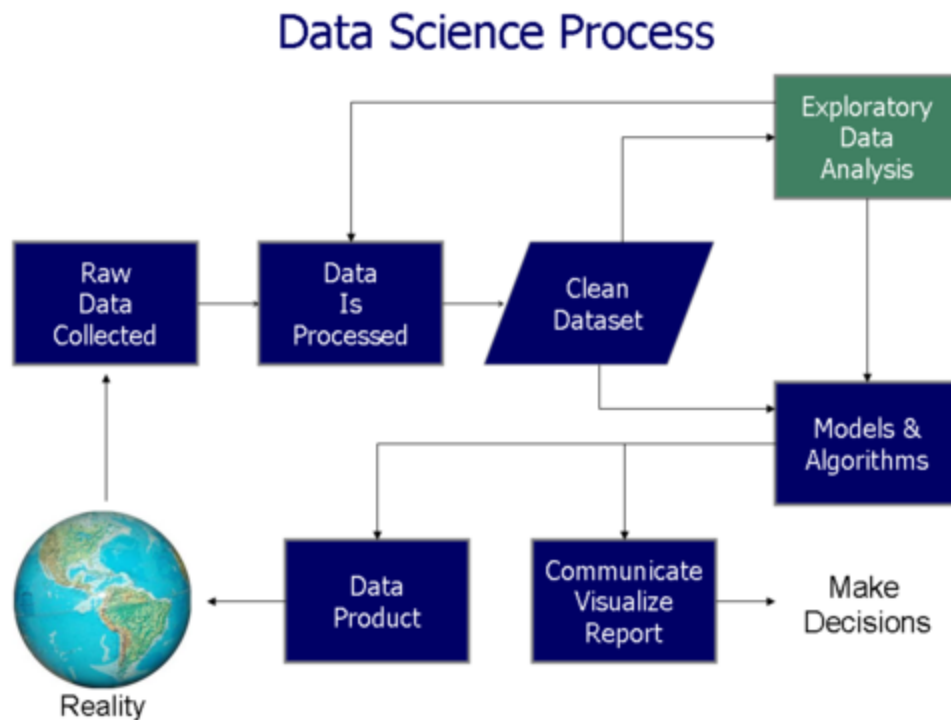 Data Science Process
Exploratory
Data
Analysis
Raw
Data
Collected
Data
Is
Processed
Clean
Dataset
Models &
Algorithms
Data
Product
Communicate
Visualize
Report
Make
Decisions
Reality